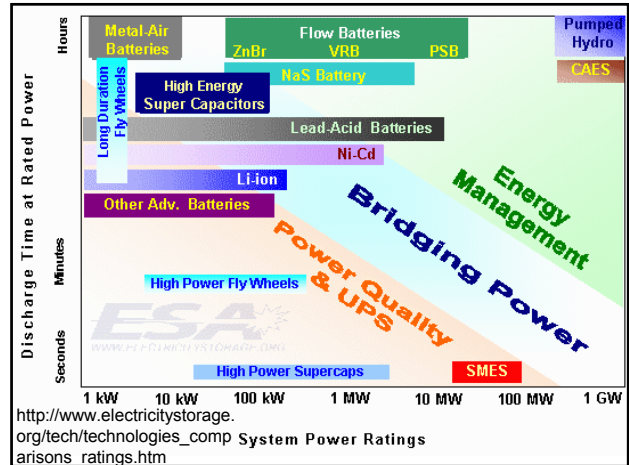 Hours
Metal-Air
Batteries
Flow Batteries
ZnBr VRB PSB
Pumped
Hydro
NaS Battery
CAES
High Energy
Super Capacitors
Long Duration
Fly Wheels
Lead-Acid Batteries
Ni-Cd
Li-ion
Other Adv. Batteries
Energy
Management
Bridging Power
Power Quality
& UPS
Discharge Time at Rated Power
Minutes
High Power Fly Wheels
ESA
WWW.ELECTRICITYSTORAGE.ORG
Seconds
High Power Supercaps
SMES
1 kW 10 kW 100 kW 1 MW 10 MW 100 MW 1 GW
System Power Ratings
http://www.electricitystorage.
org/tech/technologies_comp
arisons_ratings.htm